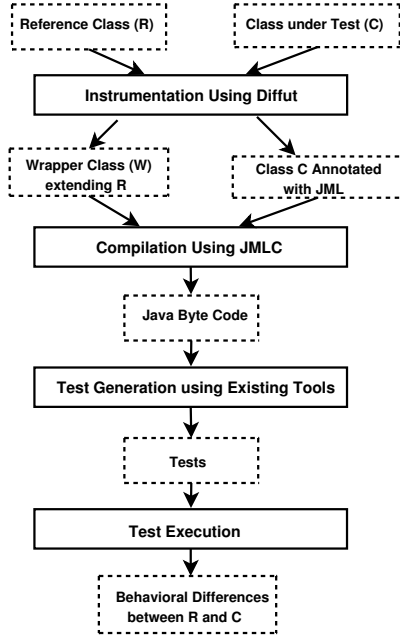 Reference Class (R)
Class under Test (C)
Instrumentation Using Diffut
Wrapper Class (W)
extending R
Class C Annotated
with JML
Compilation Using JMLC
Java Byte Code
Test Generation using Existing Tools
Tests
Test Execution
Behavioral Differences
between R and C